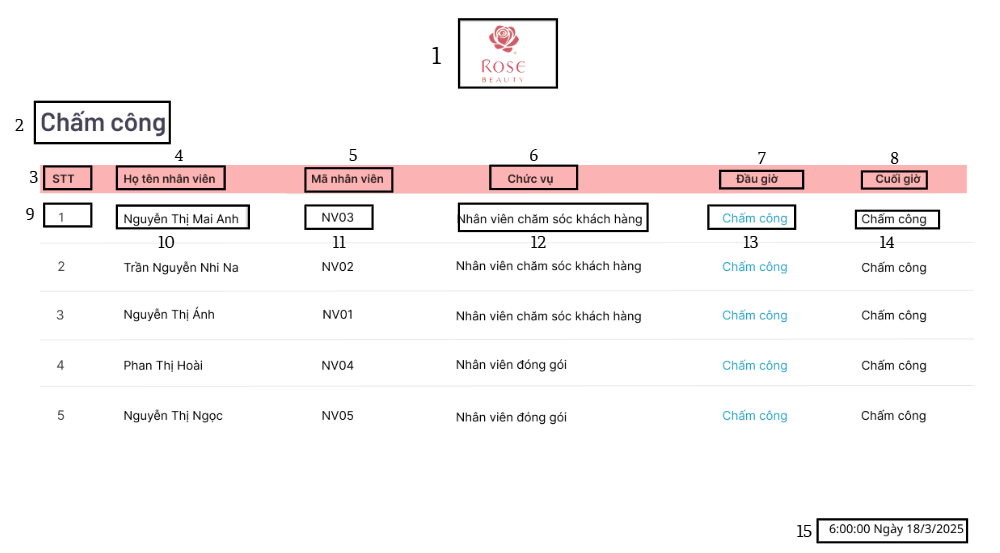 1
ROSE
BEAUTY
2 Chấm công
4 5 6 7 8
3 STT Họ tên nhân viên Mã nhân viên Chức vụ Đầu giờ Cuối giờ
9 1 Nguyễn Thị Mai Anh NV03 Nhân viên chăm sóc khách hàng Chấm công Chấm công
10 11 12 13 14
2 Trần Nguyễn Nhi Na NV02 Nhân viên chăm sóc khách hàng Chấm công Chấm công
3 Nguyễn Thị Ánh NV01 Nhân viên chăm sóc khách hàng Chấm công Chấm công
4 Phan Thị Hoài NV04 Nhân viên đóng gói Chấm công Chấm công
5 Nguyễn Thị Ngọc NV05 Nhân viên đóng gói Chấm công Chấm công
15 6:00:00 Ngày 18/3/2025